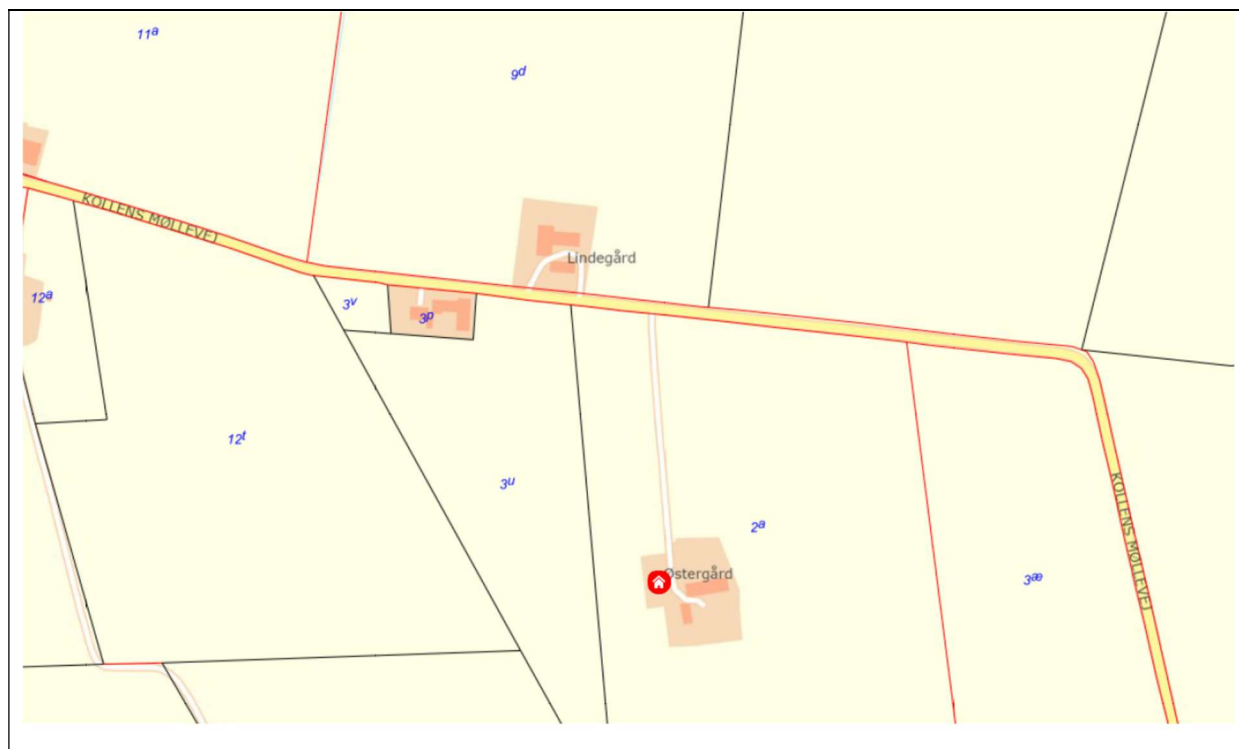 11a
9d
KOLLENS MØLLEVEJ
Lindegård
12a
3v
3p
12t
3u
2a
KOLLENS MØLLEVEJ
Østergård
3æ